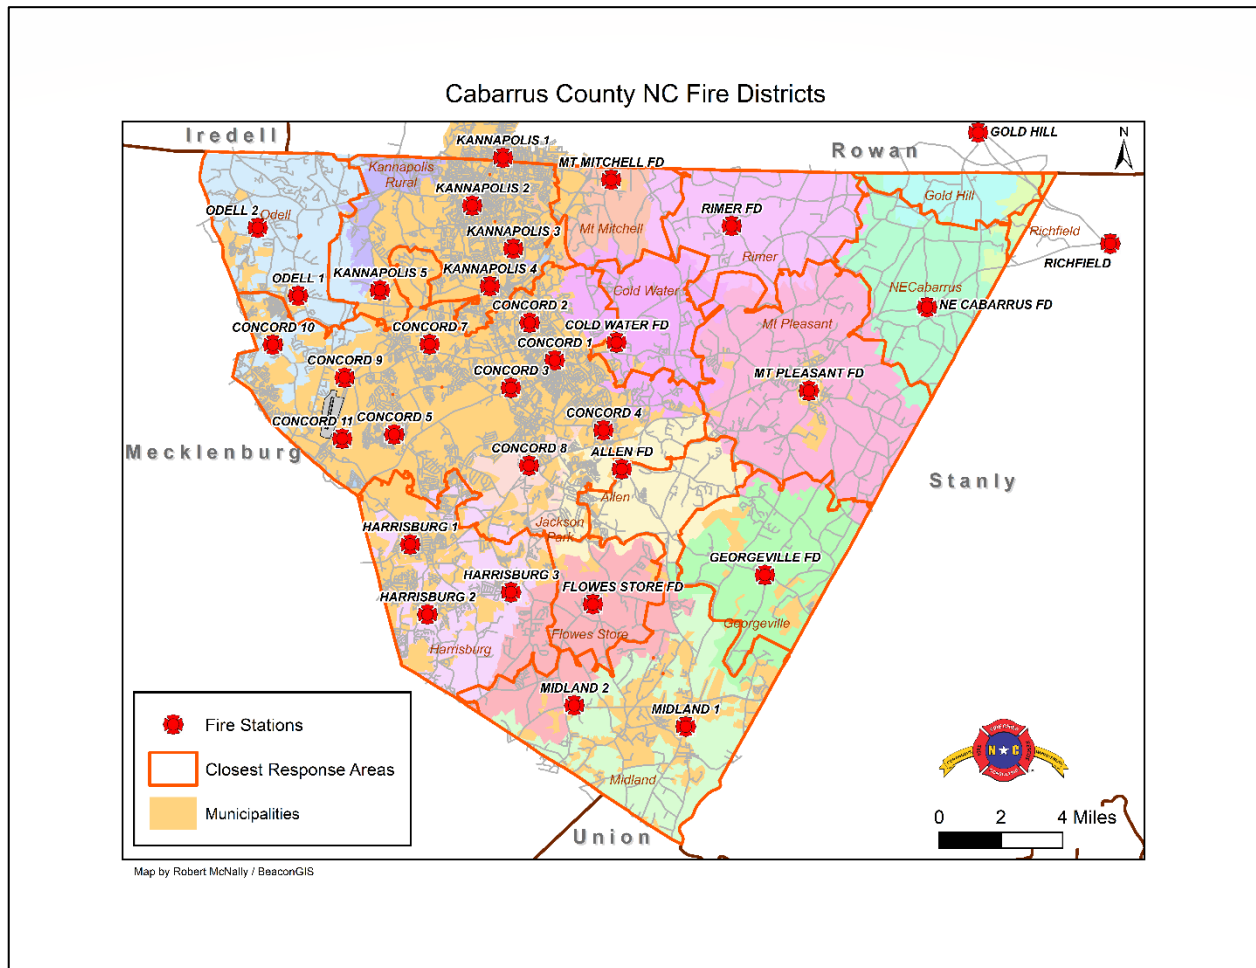 Cabarrus County NC Fire Districts
Iredell
KANNAPOLIS 1
Rowan
GOLD HILL
N
Kannapolis
Rural
MT MITCHELL FD
KANNAPOLIS 2
Gold Hill
ODELL 2
Odell
RIMER FD
Mt Mitchell
KANNAPOLIS 3
Rimer
Richfield
RICHFIELD
ODELL 1
KANNAPOLIS 5
KANNAPOLIS 4
Cold Water
NECabarrus
NE CABARRUS FD
CONCORD 2
CONCORD 10
CONCORD 7
COLD WATER FD
Mt Pleasant
CONCORD 1
CONCORD 9
CONCORD 3
MT PLEASANT FD
CONCORD 11
CONCORD 5
CONCORD 4
Mecklenburg
CONCORD 8
ALLEN FD
Stanly
Allen
Jackson
Park
HARRISBURG 1
GEORGEVILLE FD
HARRISBURG 3
FLOWES STORE FD
HARRISBURG 2
Georgeville
Flowes Store
Harrisburg
MIDLAND 2
MIDLAND 1
Midland
Union
Fire Stations
Closest Response Areas
Municipalities
N C
0 2 4 Miles
Map by Robert McNally / BeaconGIS